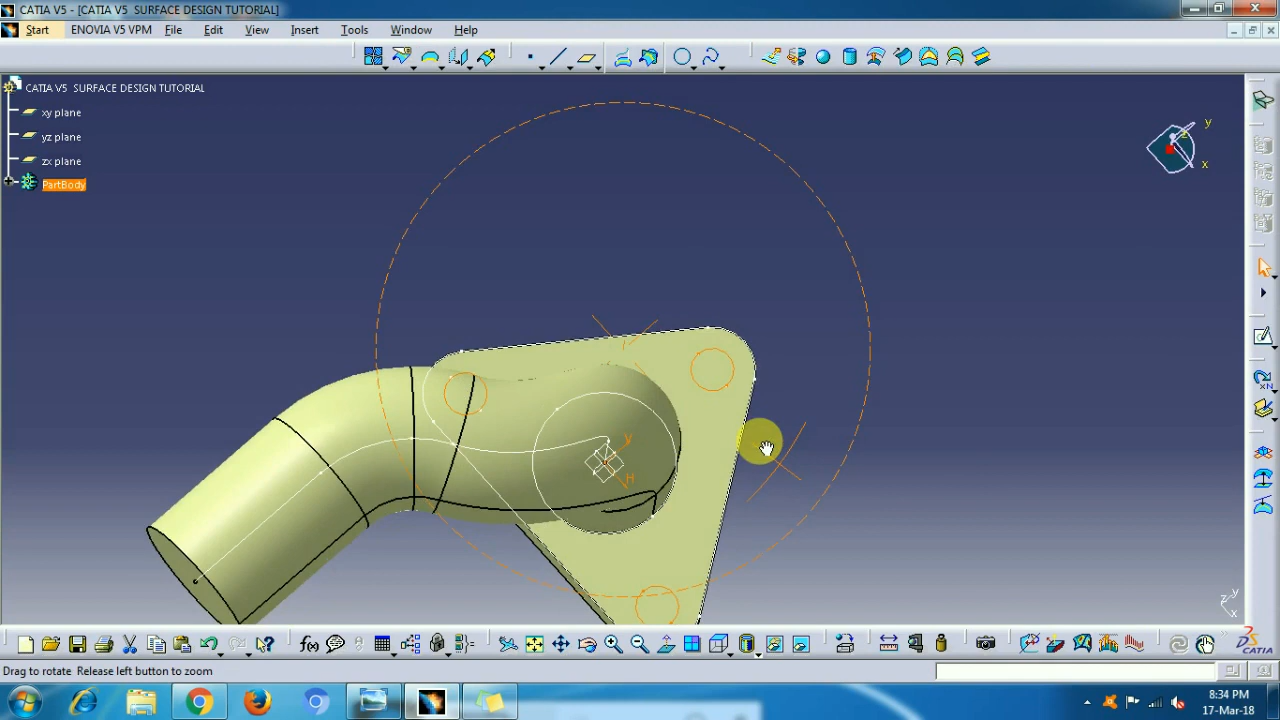 CATIA V5 - [CATIA V5  SURFACE DESIGN TUTORIAL]
Start ENOVIA V5 VPM File Edit View Insert Tools Window Help
CATIA V5  SURFACE DESIGN TUTORIAL
xy plane
yz plane
zx plane
PartBody
y
z
x
y
H
z y
x
f(x)
CATIA
Drag to rotate  Release left button to zoom
8:34 PM
17-Mar-18